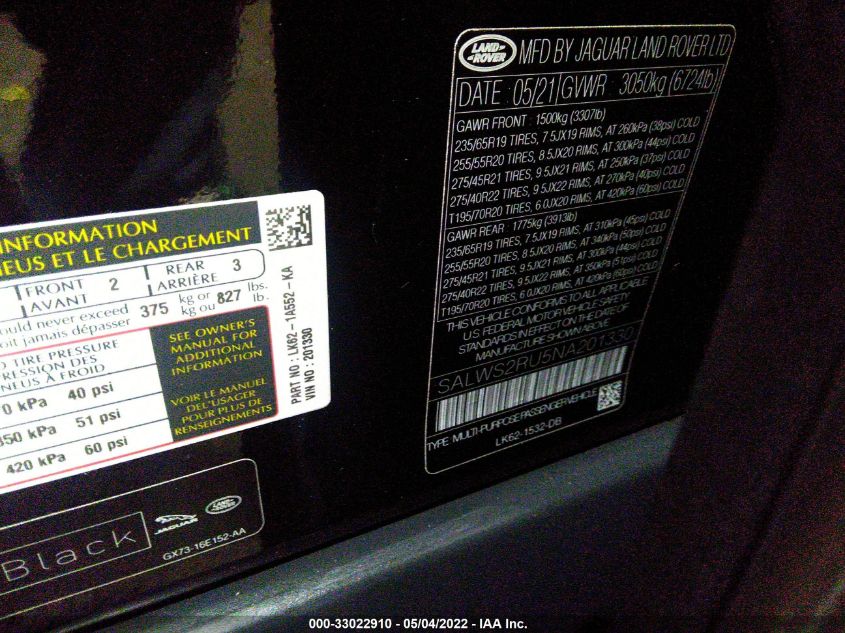 LAND ROVER
MFD BY JAGUAR LAND ROVER LTD
DATE : 05/21 GVWR : 3050kg (6724lb)
GAWR FRONT : 1500kg (3307lb)
235/65R19 TIRES, 7.5JX19 RIMS, AT 260kPa (38psi) COLD
255/55R20 TIRES, 8.5JX20 RIMS, AT 300kPa (44psi) COLD
275/45R21 TIRES, 9.5JX21 RIMS, AT 250kPa (37psi) COLD
275/40R22 TIRES, 9.5JX22 RIMS, AT 270kPa (40psi) COLD
T195/70R20 TIRES, 6.0JX20 RIMS, AT 420kPa (60psi) COLD
GAWR REAR : 1775kg (3913lb)
235/65R19 TIRES, 7.5JX19 RIMS, AT 310kPa (45psi) COLD
255/55R20 TIRES, 8.5JX20 RIMS, AT 340kPa (50psi) COLD
275/45R21 TIRES, 9.5JX21 RIMS, AT 300kPa (44psi) COLD
275/40R22 TIRES, 9.5JX22 RIMS, AT 350kPa (51psi) COLD
T195/70R20 TIRES, 6.0JX20 RIMS, AT 420kPa (60psi) COLD
THIS VEHICLE CONFORMS TO ALL APPLICABLE
U.S. FEDERAL MOTOR VEHICLE SAFETY
STANDARDS IN EFFECT ON THE DATE OF
MANUFACTURE SHOWN ABOVE
SALWS2RU5NA201330
TYPE: MULTI-PURPOSE PASSENGER VEHICLE
LK62-1532-DB
INFORMATION
NEUS ET LE CHARGEMENT
FRONT 2 REAR 3
AVANT ARRIÈRE
ould never exceed 375 kg or 827 lbs.
oit jamais dépasser kg ou lb.
TIRE PRESSURE
PRESSION DES
NEUS À FROID
0 kPa 40 psi
350 kPa 51 psi
420 kPa 60 psi
SEE OWNER'S
MANUAL FOR
ADDITIONAL
INFORMATION
VOIR LE MANUEL
DE L'USAGER
POUR PLUS DE
RENSEIGNEMENTS
PART NO : LK62 -1A552 -KA
VIN NO : 201330
Black
JAGUAR
LAND ROVER
GX73-16E152-AA
000-33022910 - 05/04/2022 - IAA Inc.